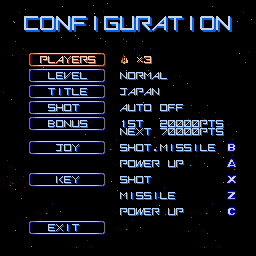 CONFIGURATION
PLAYERS ×3
LEVEL NORMAL
TITLE JAPAN
SHOT AUTO OFF
BONUS 1ST 20000PTS
NEXT 70000PTS
JOY SHOT.MISSILE B
POWER UP A
KEY SHOT X
MISSILE Z
POWER UP C
EXIT